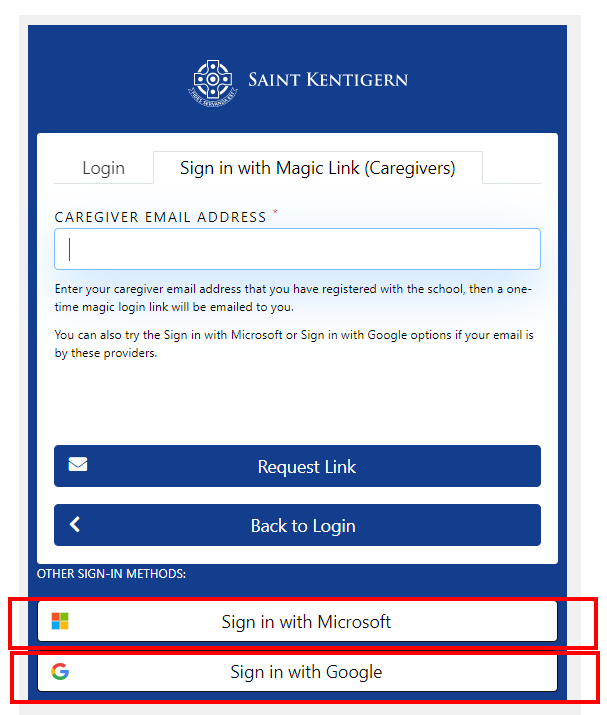 SAINT KENTIGERN
Login
Sign in with Magic Link (Caregivers)
CAREGIVER EMAIL ADDRESS *
Enter your caregiver email address that you have registered with the school, then a one-
time magic login link will be emailed to you.
You can also try the Sign in with Microsoft or Sign in with Google options if your email is
by these providers.
Request Link
Back to Login
OTHER SIGN-IN METHODS:
Sign in with Microsoft
Sign in with Google